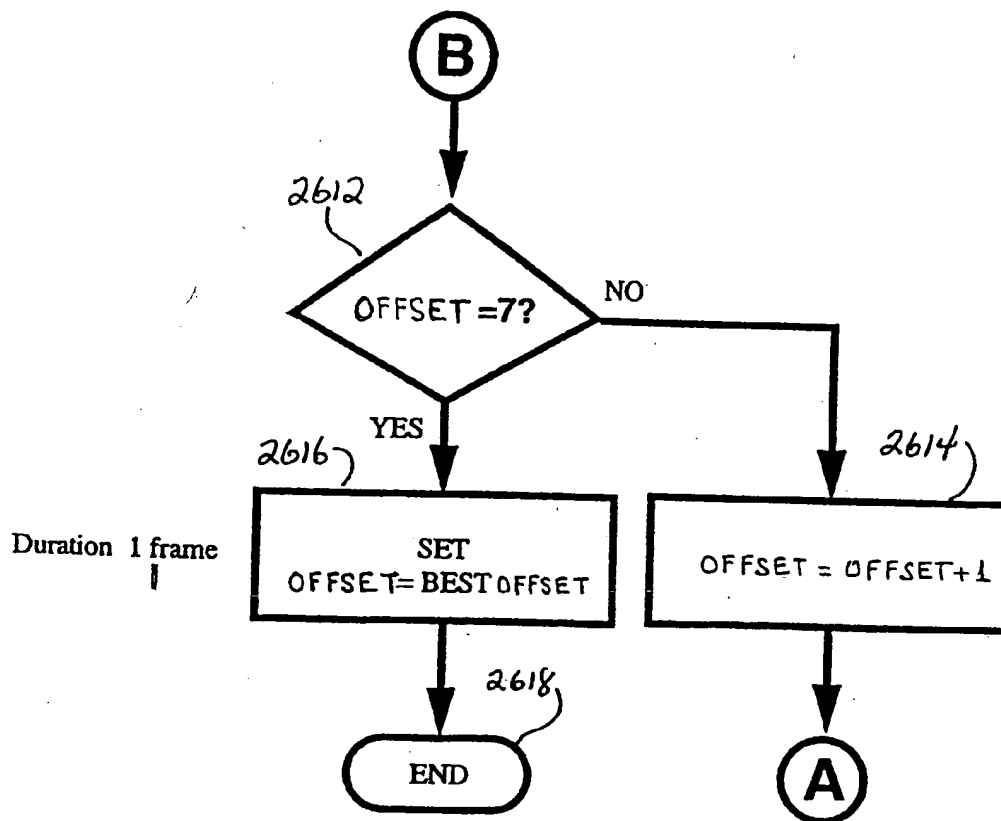 B
2612
OFFSET =7?
NO
YES
2616
2614
Duration 1 frame
SET
OFFSET= BEST OFFSET
OFFSET = OFFSET+1
2618
END
A